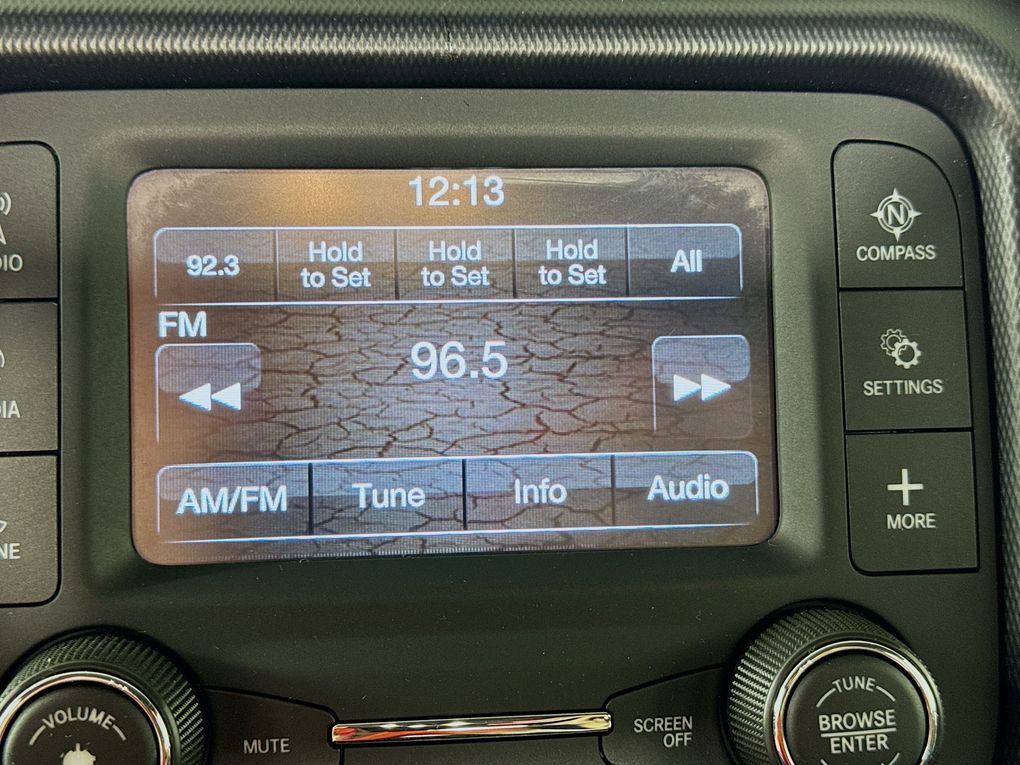 12:13
92.3
Hold
to Set
Hold
to Set
Hold
to Set
All
FM
96.5
AM/FM
Tune
Info
Audio
N
COMPASS
SETTINGS
MORE
VOLUME
MUTE
SCREEN
OFF
TUNE
BROWSE
ENTER